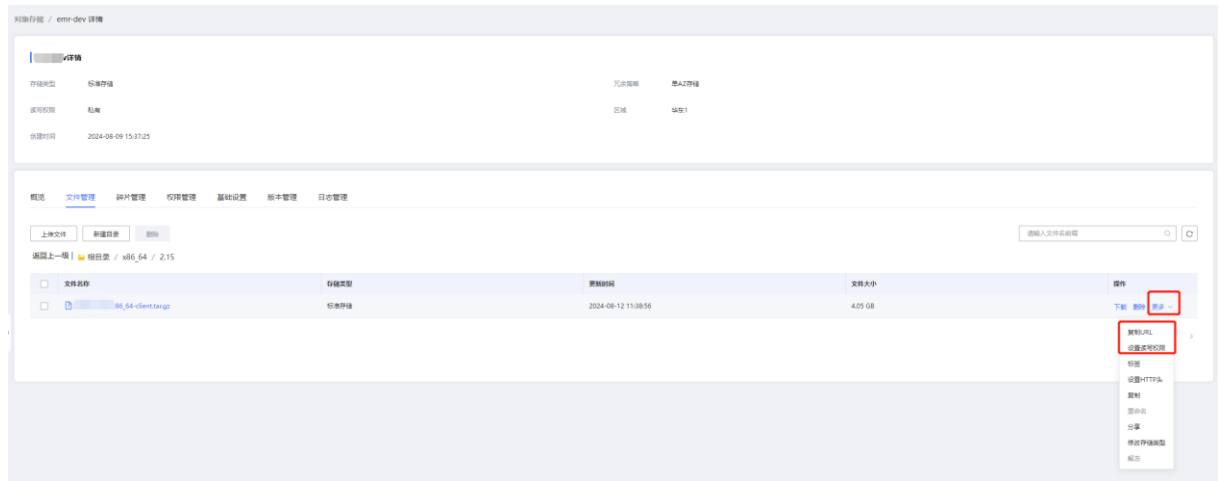 对象存储 / emr-dev 详情
v详情
存储类型 标准存储 冗余策略 单AZ存储
读写权限 私有 区域 华东1
创建时间 2024-08-09 15:37:25
概览 文件管理 碎片管理 权限管理 基础设置 版本管理 日志管理
上传文件 新建目录 删除 请输入文件名前缀
返回上一级 | 根目录 / x86_64 / 2.15
文件名称 存储类型 更新时间 文件大小 操作
86_64-client.tar.gz 标准存储 2024-08-12 11:38:56 4.05 GB 下载 删除 更多
复制URL
设置读写权限
标签
设置HTTP头
复制
重命名
分享
修改存储类型
解冻